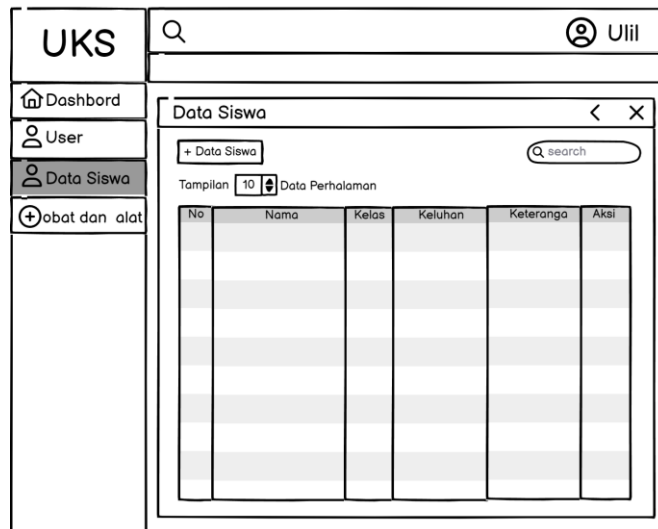 UKS
Ulil
Dashbord
User
Data Siswa
obat dan alat
Data Siswa
+ Data Siswa
search
Tampilan 10 Data Perhalaman
No Nama Kelas Keluhan Keteranga Aksi